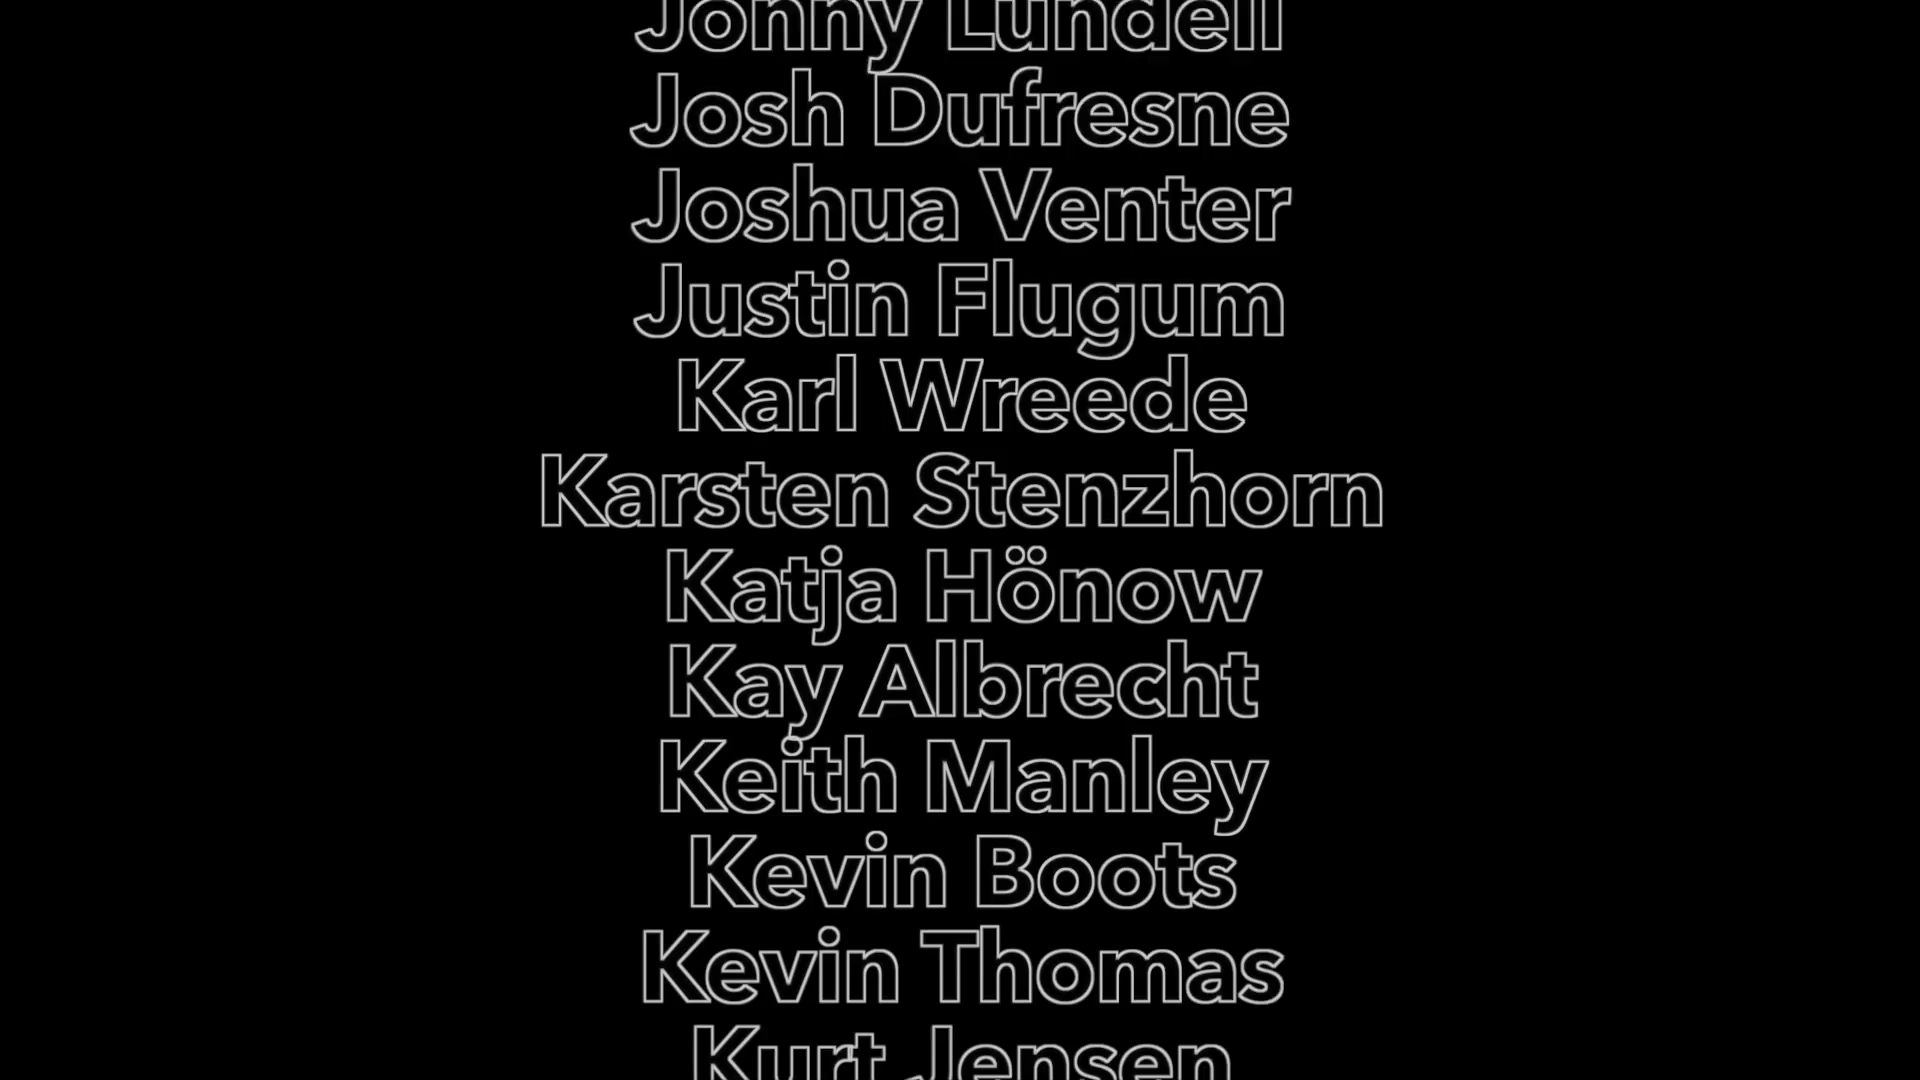 Jonny Lundell
Josh Dufresne
Joshua Venter
Justin Flugum
Karl Wreede
Karsten Stenzhorn
Katja Hönow
Kay Albrecht
Keith Manley
Kevin Boots
Kevin Thomas
Kurt Jensen